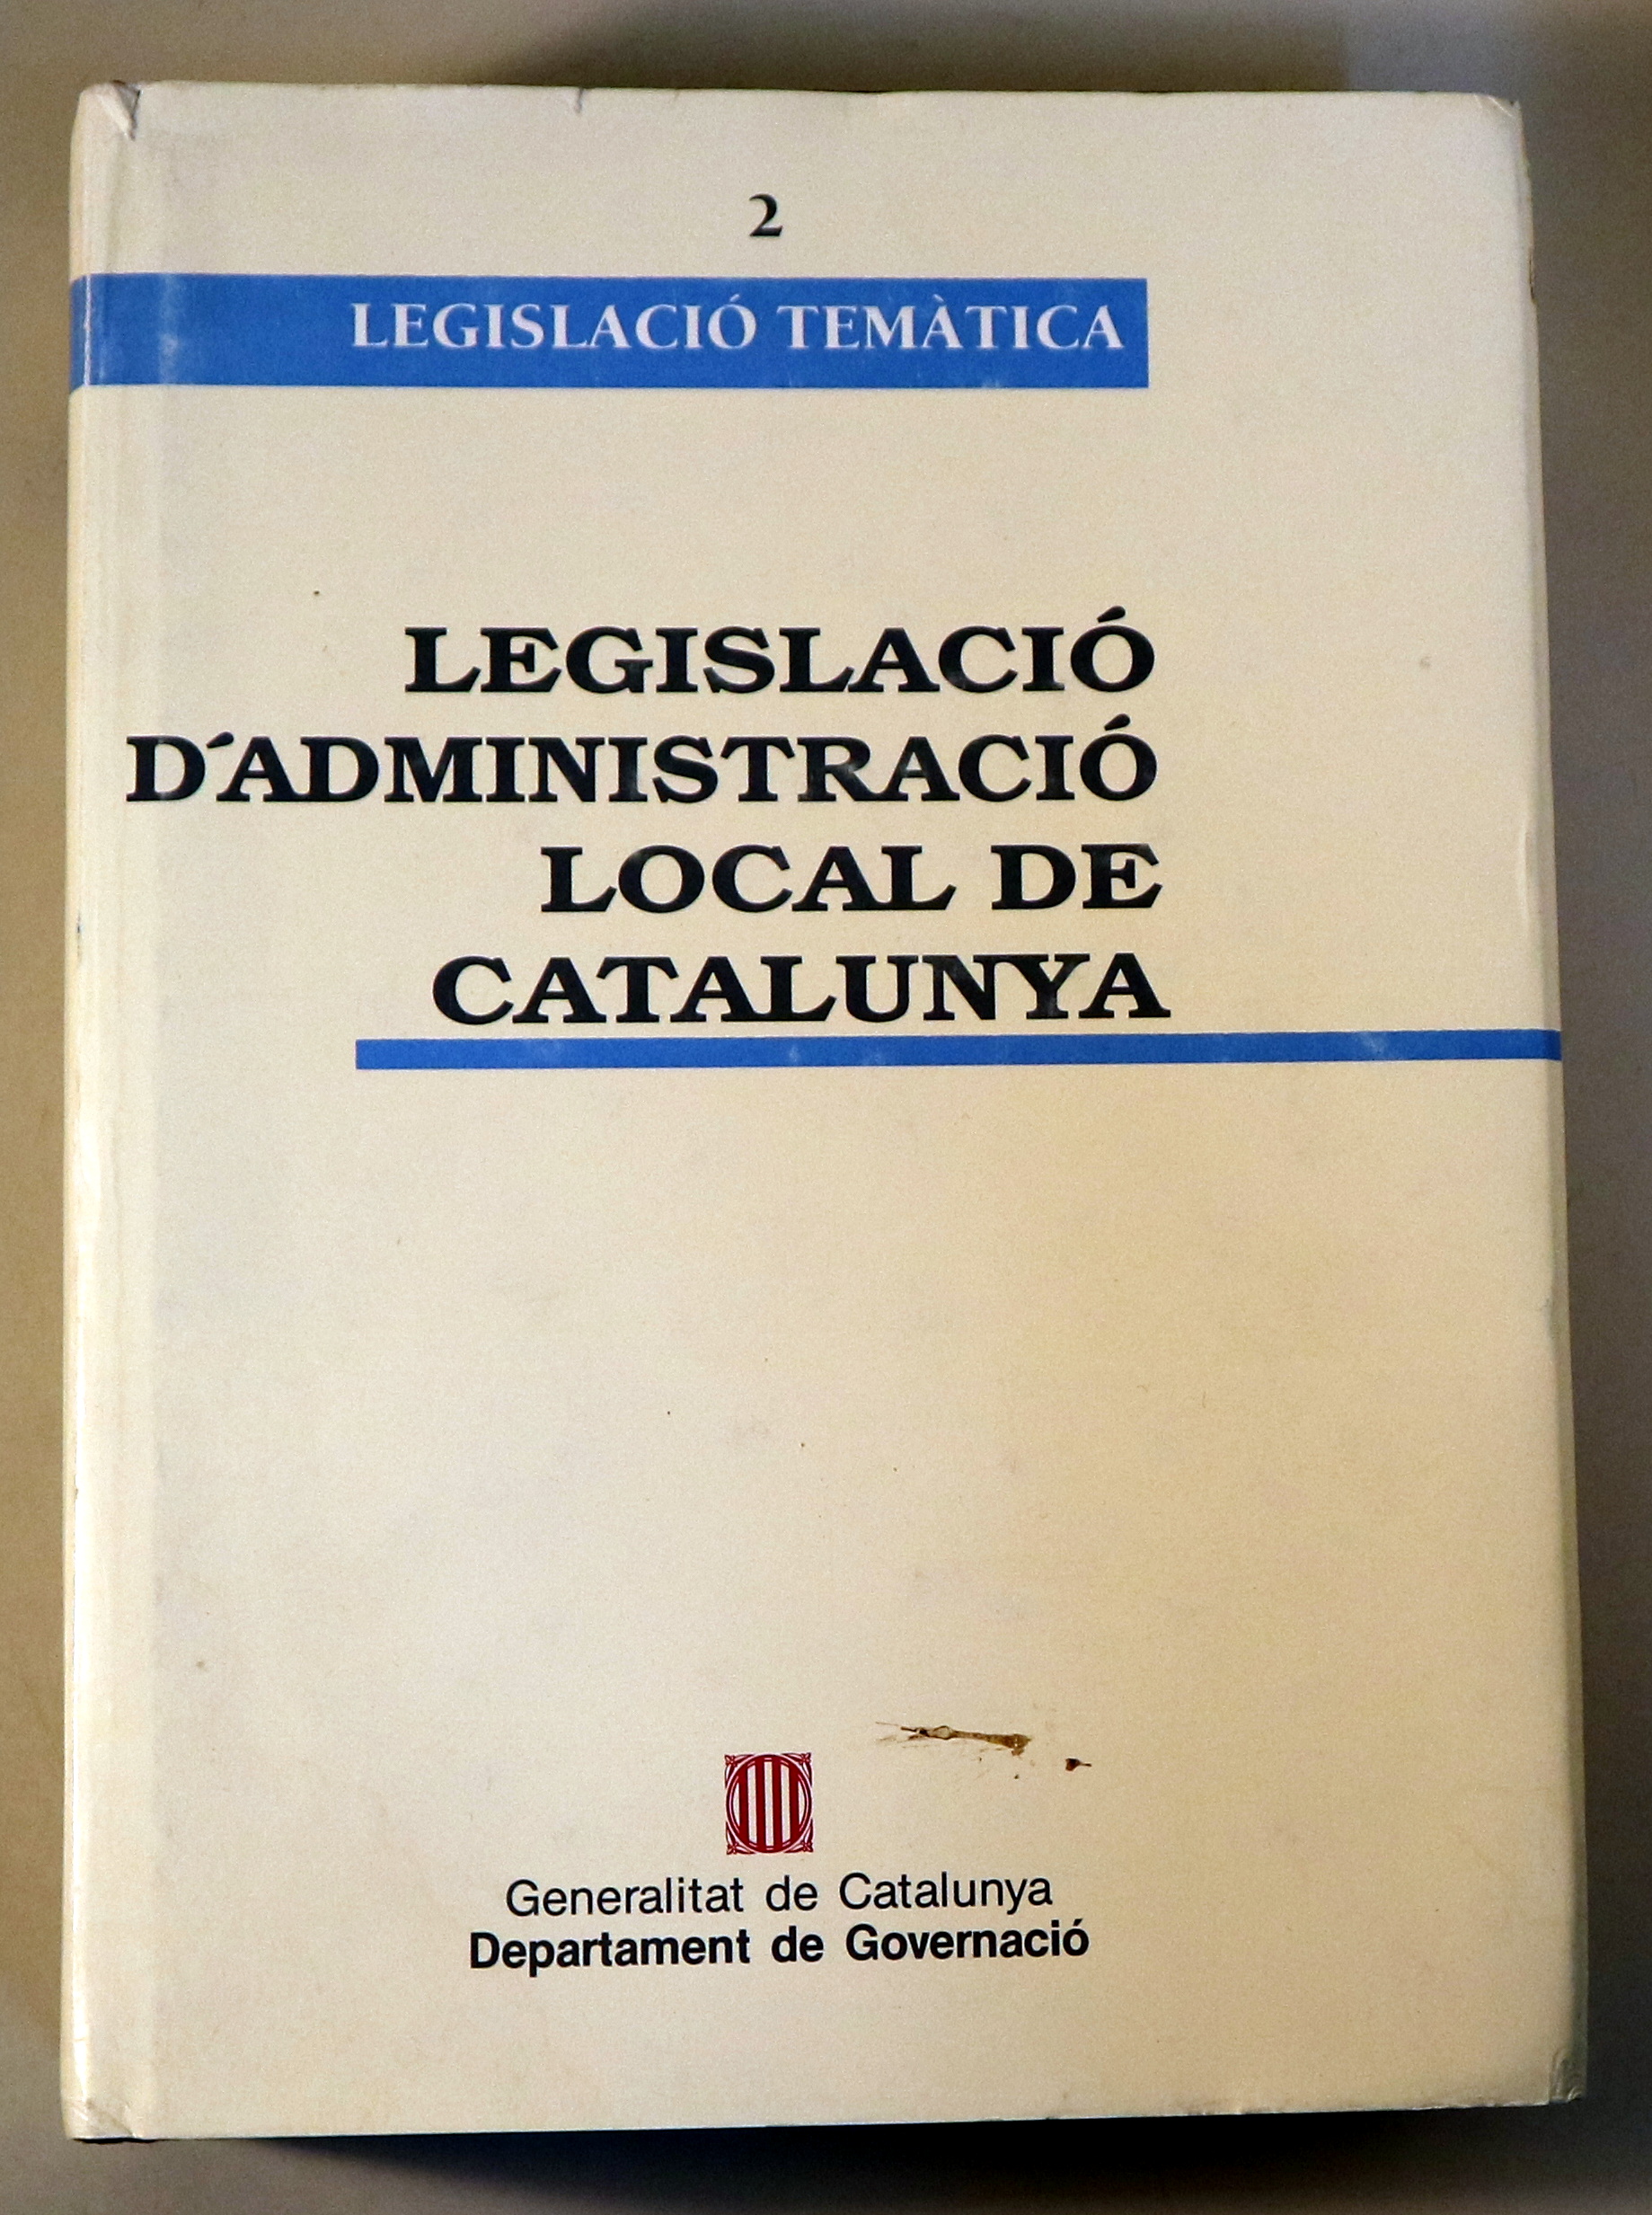 2
LEGISLACIÓ TEMÀTICA
LEGISLACIÓ
D´ADMINISTRACIÓ
LOCAL DE
CATALUNYA
Generalitat de Catalunya
Departament de Governació